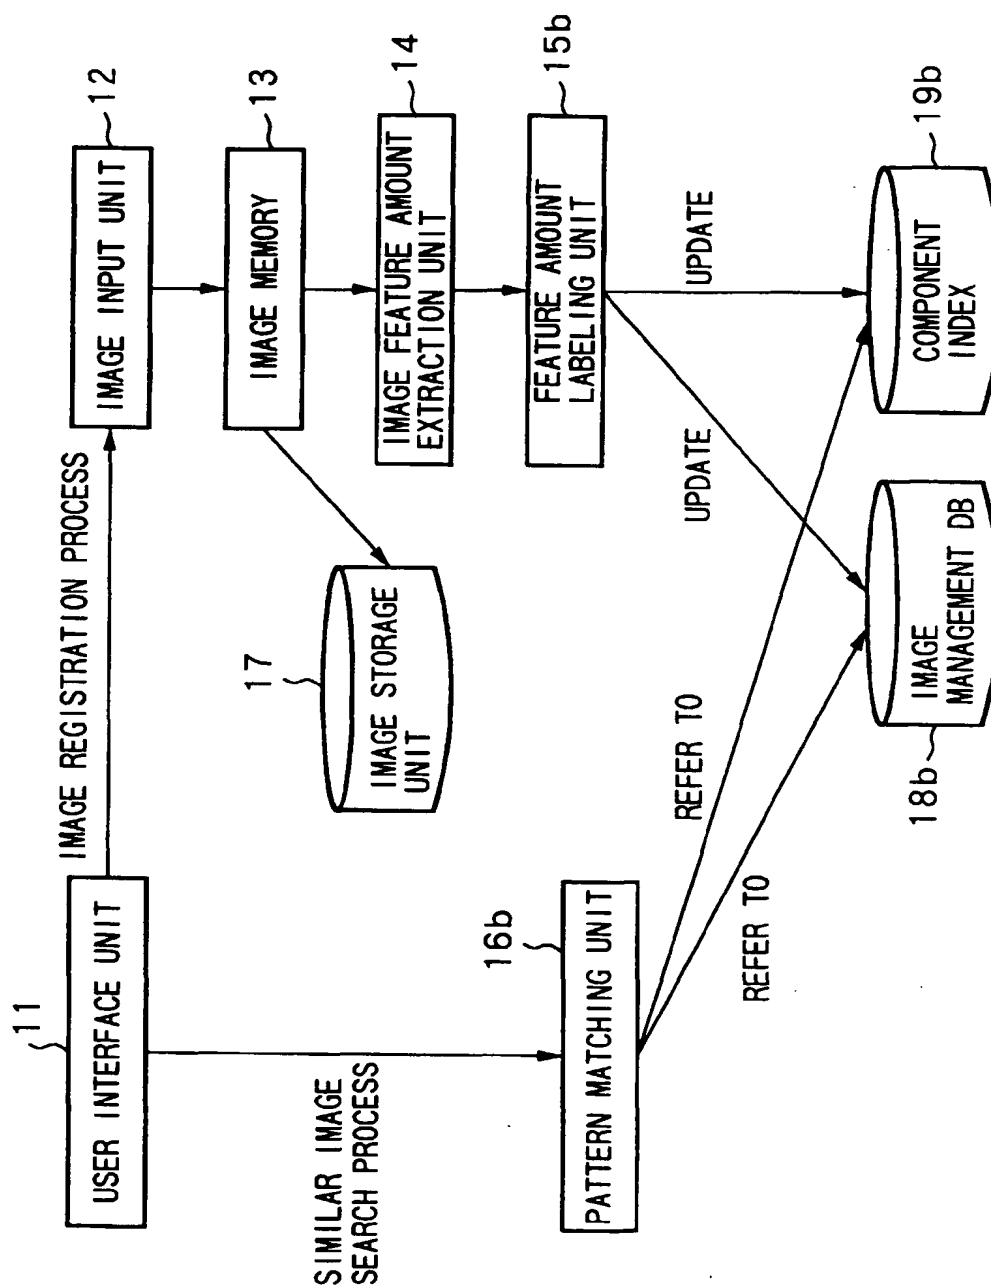 11
USER INTERFACE UNIT
IMAGE REGISTRATION PROCESS
12
IMAGE INPUT UNIT
13
IMAGE MEMORY
17
IMAGE STORAGE
UNIT
14
IMAGE FEATURE AMOUNT
EXTRACTION UNIT
15b
FEATURE AMOUNT
LABELING UNIT
SIMILAR IMAGE
SEARCH PROCESS
16b
PATTERN MATCHING UNIT
REFER TO
REFER TO
UPDATE
UPDATE
18b
IMAGE
MANAGEMENT DB
19b
COMPONENT
INDEX